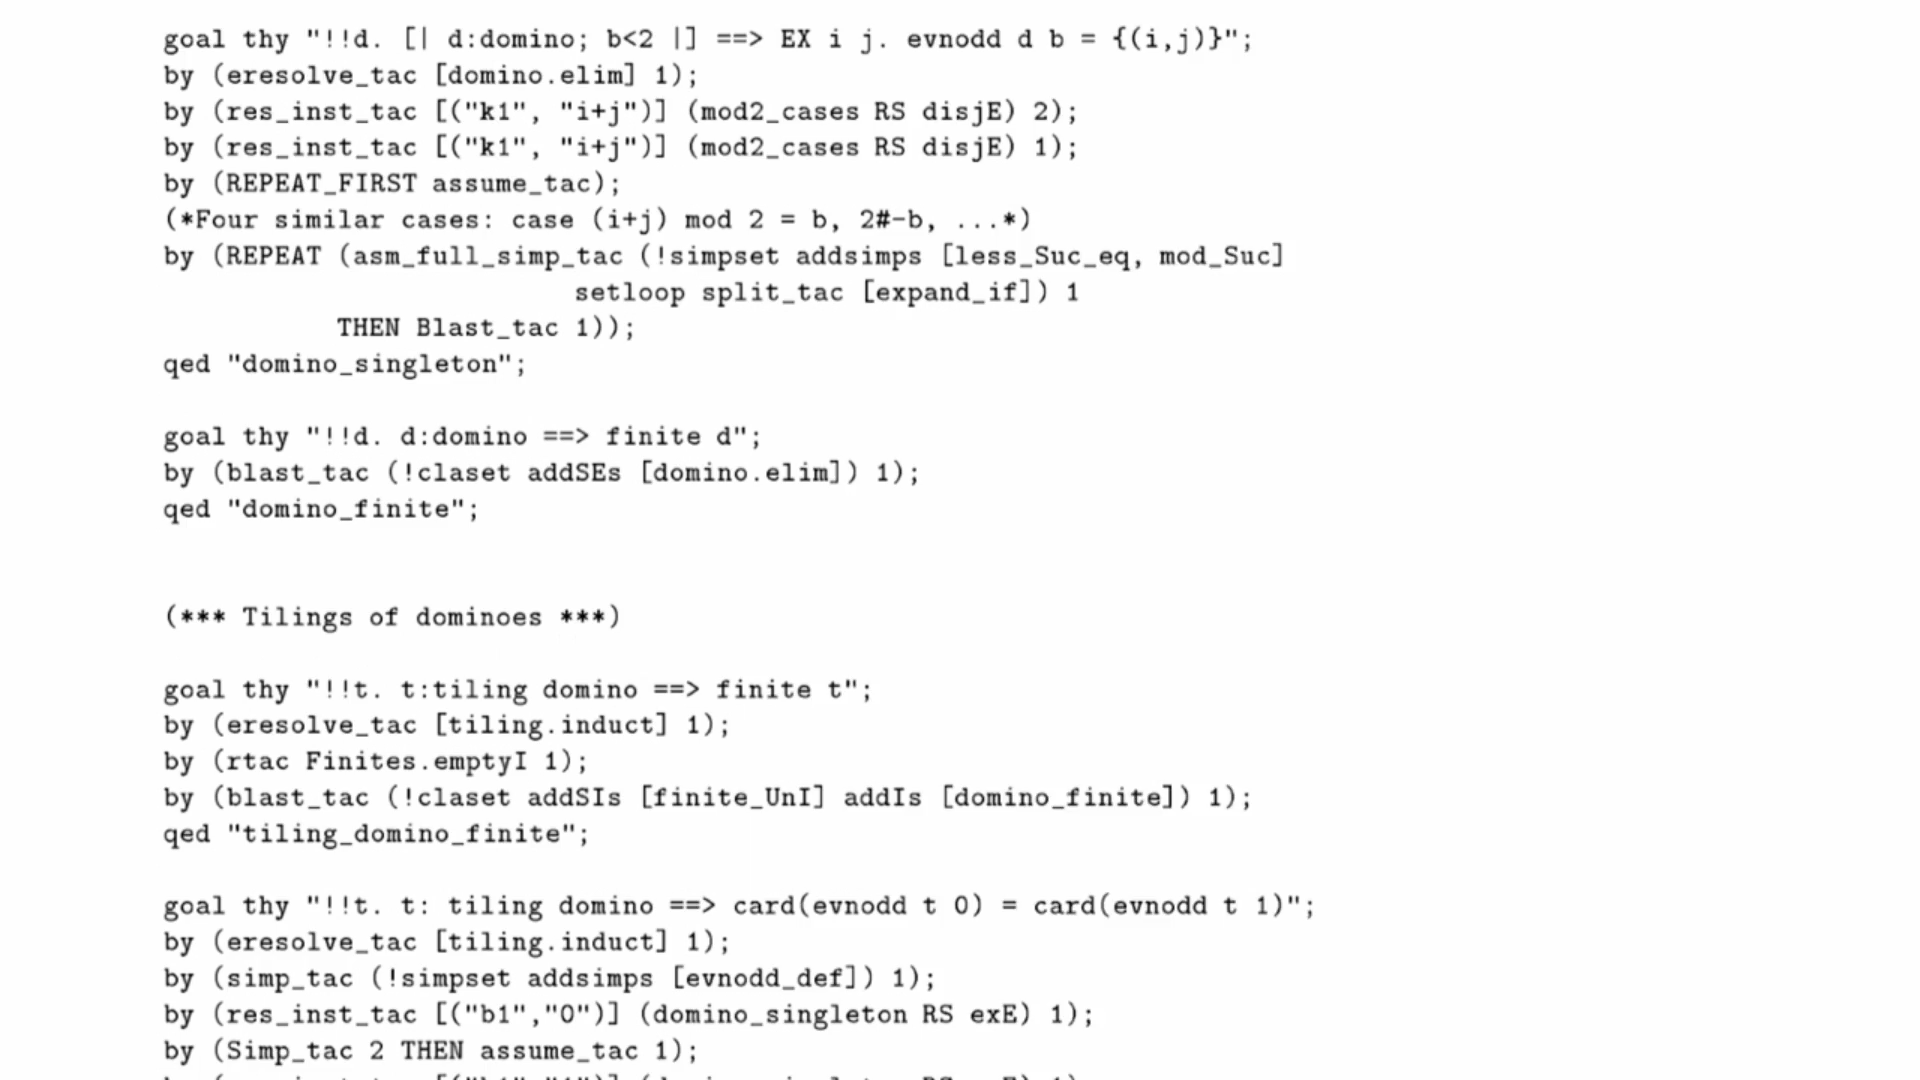 goal thy "!!d. [| d:domino; b<2 |] ==> EX i j. evnodd d b = {(i,j)}";
by (eresolve_tac [domino.elim] 1);
by (res_inst_tac [("k1", "i+j")] (mod2_cases RS disjE) 2);
by (res_inst_tac [("k1", "i+j")] (mod2_cases RS disjE) 1);
by (REPEAT_FIRST assume_tac);
(*Four similar cases: case (i+j) mod 2 = b, 2#-b, ...*)
by (REPEAT (asm_full_simp_tac (!simpset addsimps [less_Suc_eq, mod_Suc]
                          setloop split_tac [expand_if]) 1
           THEN Blast_tac 1));
qed "domino_singleton";

goal thy "!!d. d:domino ==> finite d";
by (blast_tac (!claset addSEs [domino.elim]) 1);
qed "domino_finite";

(*** Tilings of dominoes ***)

goal thy "!!t. t:tiling domino ==> finite t";
by (eresolve_tac [tiling.induct] 1);
by (rtac Finites.emptyI 1);
by (blast_tac (!claset addSIs [finite_UnI] addIs [domino_finite]) 1);
qed "tiling_domino_finite";

goal thy "!!t. t: tiling domino ==> card(evnodd t 0) = card(evnodd t 1)";
by (eresolve_tac [tiling.induct] 1);
by (simp_tac (!simpset addsimps [evnodd_def]) 1);
by (res_inst_tac [("b1","0")] (domino_singleton RS exE) 1);
by (Simp_tac 2 THEN assume_tac 1);